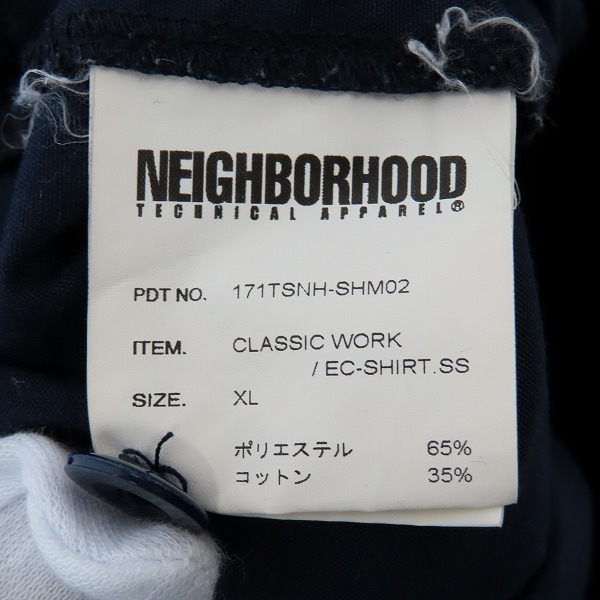 NEIGHBORHOOD
TECHNICAL APPAREL®
PDT NO. 171TSNH-SHM02
ITEM. CLASSIC WORK
/ EC-SHIRT.SS
SIZE. XL
ポリエステル 65%
コットン 35%